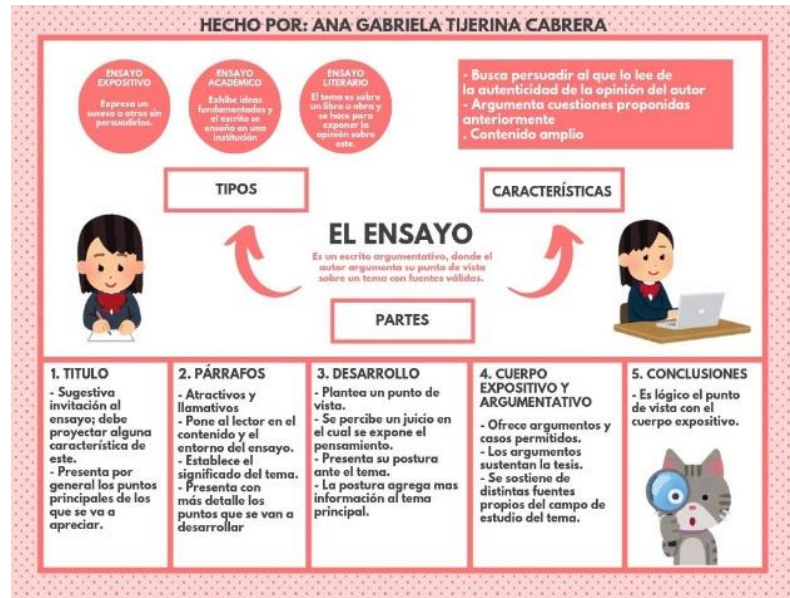 HECHO POR: ANA GABRIELA TIJERINA CABRERA
ENSAYO
EXPOSITIVO
Expresa un
suceso a otros sin
persuadirlos.
ENSAYO
ACADEMICO
Exhibe ideas
fundamentadas y
el escrito se
enseña en una
institución
ENSAYO
LITERARIO
El tema es sobre
un libro u obra y
se hace para
exponer la
opinión sobre
este.
- Busca persuadir al que lo lee de
la autenticidad de la opinión del autor
- Argumenta cuestiones proponidas
anteriormente
. Contenido amplio
TIPOS
CARACTERÍSTICAS
EL ENSAYO
Es un escrito argumentativo, donde el
autor argumenta su punto de vista
sobre un tema con fuentes válidas.
PARTES
1. TITULO
- Sugestiva
invitación al
ensayo; debe
proyectar alguna
característica de
este.
- Presenta por
general los puntos
principales de los
que se va a
apreciar.
2. PÁRRAFOS
- Atractivos y
llamativos
- Pone al lector en el
contenido y el
entorno del ensayo.
- Establece el
significado del tema.
- Presenta con
más detalle los
puntos que se van a
desarrollar
3. DESARROLLO
- Plantea un punto de
vista.
- Se percibe un juicio en
el cual se expone el
pensamiento.
- Presenta su postura
ante el tema.
- La postura agrega mas
información al tema
principal.
4. CUERPO
EXPOSITIVO Y
ARGUMENTATIVO
- Ofrece argumentos y
casos permitidos.
- Los argumentos
sustentan la tesis.
- Se sostiene de
distintas fuentes
propios del campo de
estudio del tema.
5. CONCLUSIONES
- Es lógico el punto
de vista con el
cuerpo expositivo.